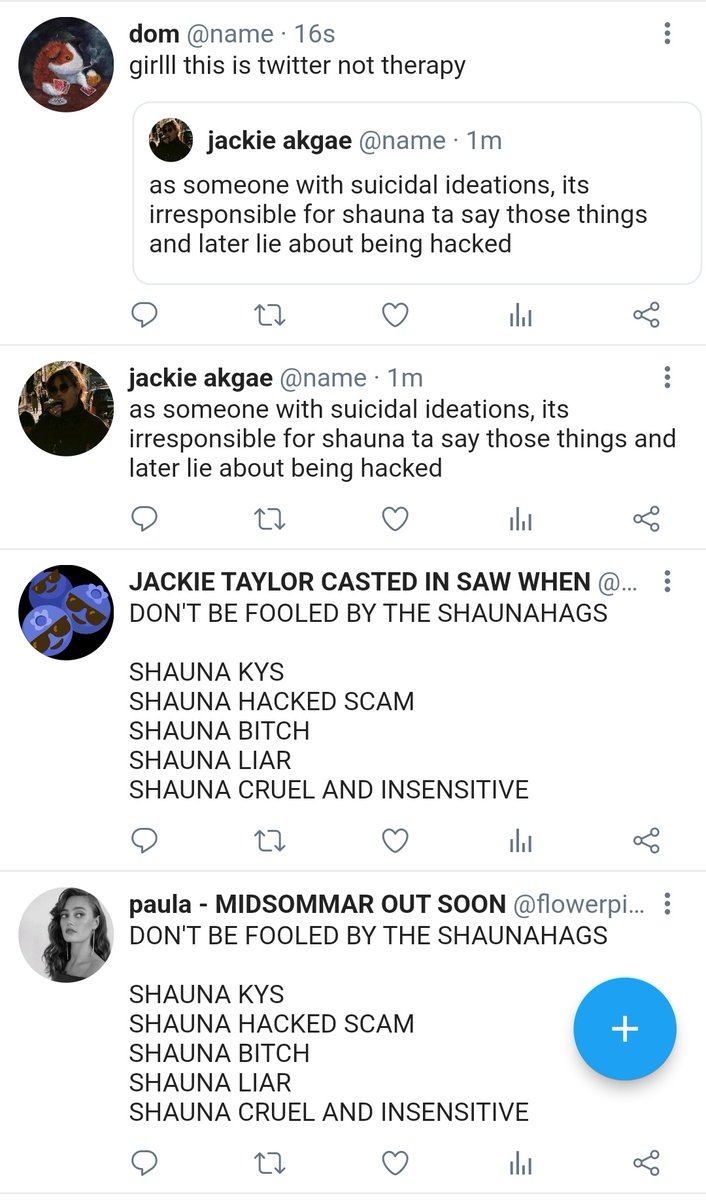 dom @name · 16s
girlll this is twitter not therapy
jackie akgae @name · 1m
as someone with suicidal ideations, its
irresponsible for shauna ta say those things
and later lie about being hacked
jackie akgae @name · 1m
as someone with suicidal ideations, its
irresponsible for shauna ta say those things and
later lie about being hacked
JACKIE TAYLOR CASTED IN SAW WHEN @...
DON'T BE FOOLED BY THE SHAUNAHAGS
SHAUNA KYS
SHAUNA HACKED SCAM
SHAUNA BITCH
SHAUNA LIAR
SHAUNA CRUEL AND INSENSITIVE
paula - MIDSOMMAR OUT SOON @flowerpi...
DON'T BE FOOLED BY THE SHAUNAHAGS
SHAUNA KYS
SHAUNA HACKED SCAM
SHAUNA BITCH
SHAUNA LIAR
SHAUNA CRUEL AND INSENSITIVE